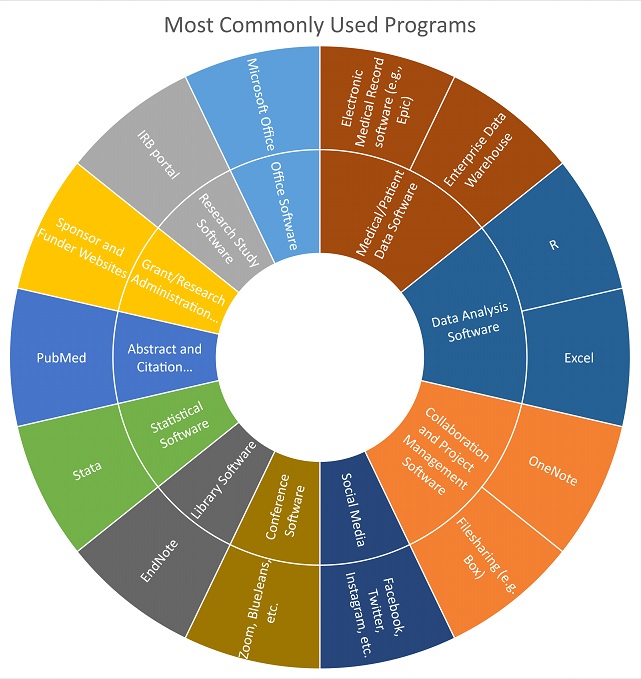 Most Commonly Used Programs
Electronic
Medical Record
software (e.g.,
Epic)
Enterprise Data
Warehouse
Medical/Patient
Data Software
R
Excel
Data Analysis
Software
OneNote
Filesharing (e.g.
Box)
Collaboration
and Project
Management
Software
Facebook,
Twitter,
Instagram, etc.
Social Media
Zoom, BlueJeans,
etc.
Conference
Software
EndNote
Library Software
Stata
Statistical
Software
PubMed
Abstract and
Citation...
Sponsor and
Funder Websites
Grant/Research
Administration...
IRB portal
Research Study
Software
Microsoft Office
Office Software